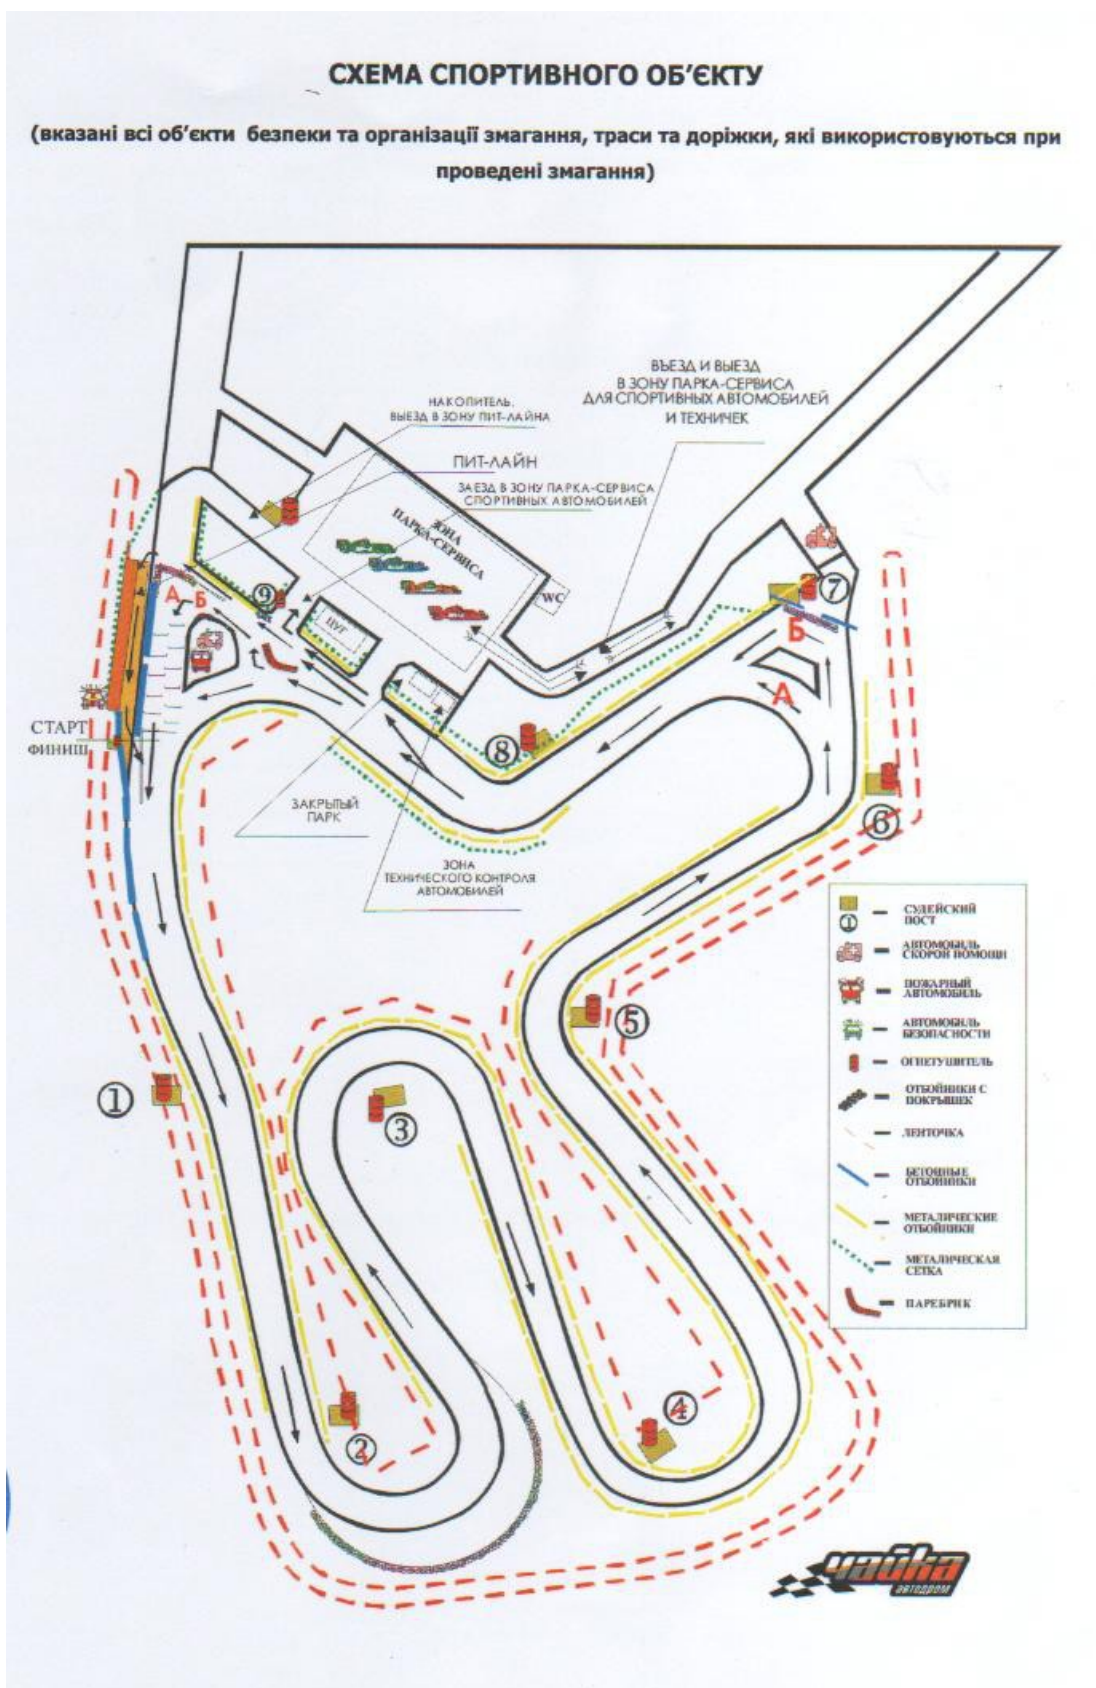 СХЕМА СПОРТИВНОГО ОБ’ЄКТУ
(вказані всі об’єкти безпеки та організації змагання, траси та доріжки, які використовуються при
проведені змагання)
ВЪЕЗД И ВЫЕЗД
В ЗОНУ ПАРКА-СЕРВИСА
ДЛЯ СПОРТИВНЫХ АВТОМОБИЛЕЙ
И ТЕХНИЧЕК
НАКОПИТЕЛЬ.
ВЫЕЗД В ЗОНУ ПИТ-ЛАЙНА
ПИТ-ЛАЙН
ЗАЕЗД В ЗОНУ ПАРКА-СЕРВИСА
СПОРТИВНЫХ АВТОМОБИЛЕЙ
ЗОНА
ПАРКА-СЕРВИСА
WC
ЦУГ
9
7
А Б
Б
А
СТАРТ
ФИНИШ
8
6
ЗАКРЫТЫЙ
ПАРК
ЗОНА
ТЕХНИЧЕСКОГО КОНТРОЛЯ
АВТОМОБИЛЕЙ
5
1
3
4
2
1
СУДЕЙСКИЙ
ПОСТ
АВТОМОБИЛЬ
СКОРОЙ ПОМОЩИ
ПОЖАРНЫЙ
АВТОМОБИЛЬ
АВТОМОБИЛЬ
БЕЗОПАСНОСТИ
ОГНЕТУШИТЕЛЬ
ОТБОЙНИКИ С
ПОКРЫШЕК
ЛЕНТОЧКА
БЕТОННЫЕ
ОТБОЙНИКИ
МЕТАЛИЧЕСКИЕ
ОТБОЙНИКИ
МЕТАЛИЧЕСКАЯ
СЕТКА
ПАРЕБРИК
Чайка
автодром